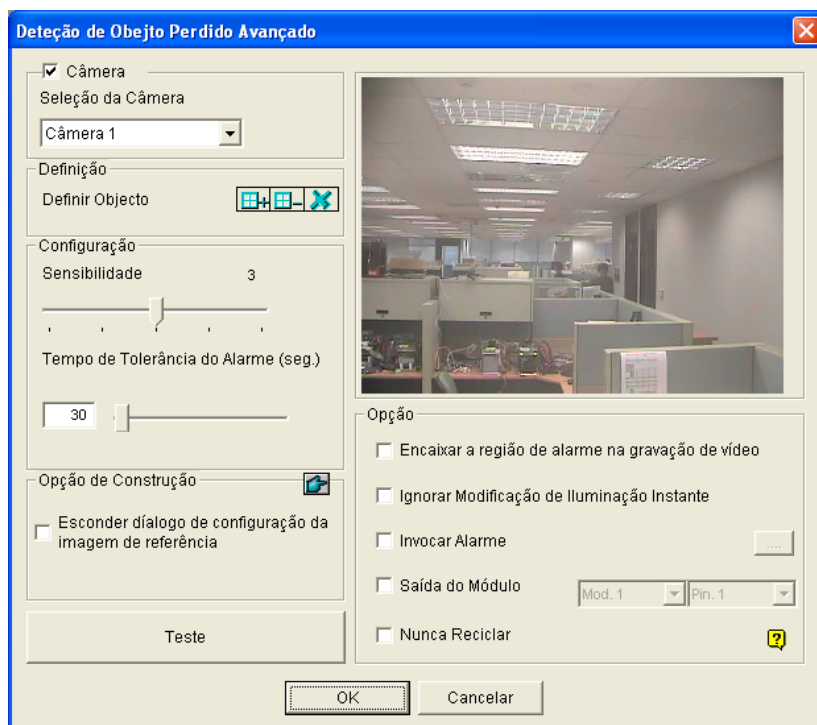 Deteção de Obejto Perdido Avançado
Câmera
Seleção da Câmera
Câmera 1
Definição
Definir Objecto
Configuração
Sensibilidade 3
Tempo de Tolerância do Alarme (seg.)
30
Opção de Construção
Esconder díalogo de configuração da
imagem de referência
Teste
Opção
Encaixar a região de alarme na gravação de vídeo
Ignorar Modificação de Iluminação Instante
Invocar Alarme
....
Saída do Módulo
Mod. 1
Pin. 1
Nunca Reciclar
?
OK
Cancelar